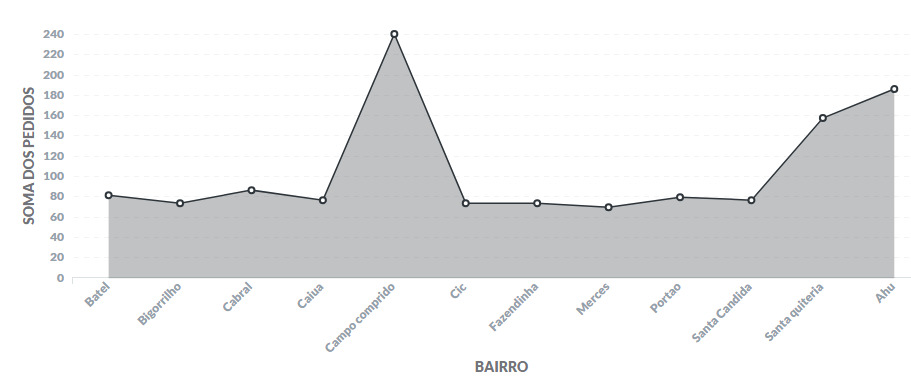 SOMA DOS PEDIDOS
240
220
200
180
160
140
120
100
80
60
40
20
0
Batel
Bigorrilho
Cabral
Caiua
Campo comprido
Cic
Fazendinha
Merces
Portao
Santa Candida
Santa quiteria
Ahu
BAIRRO